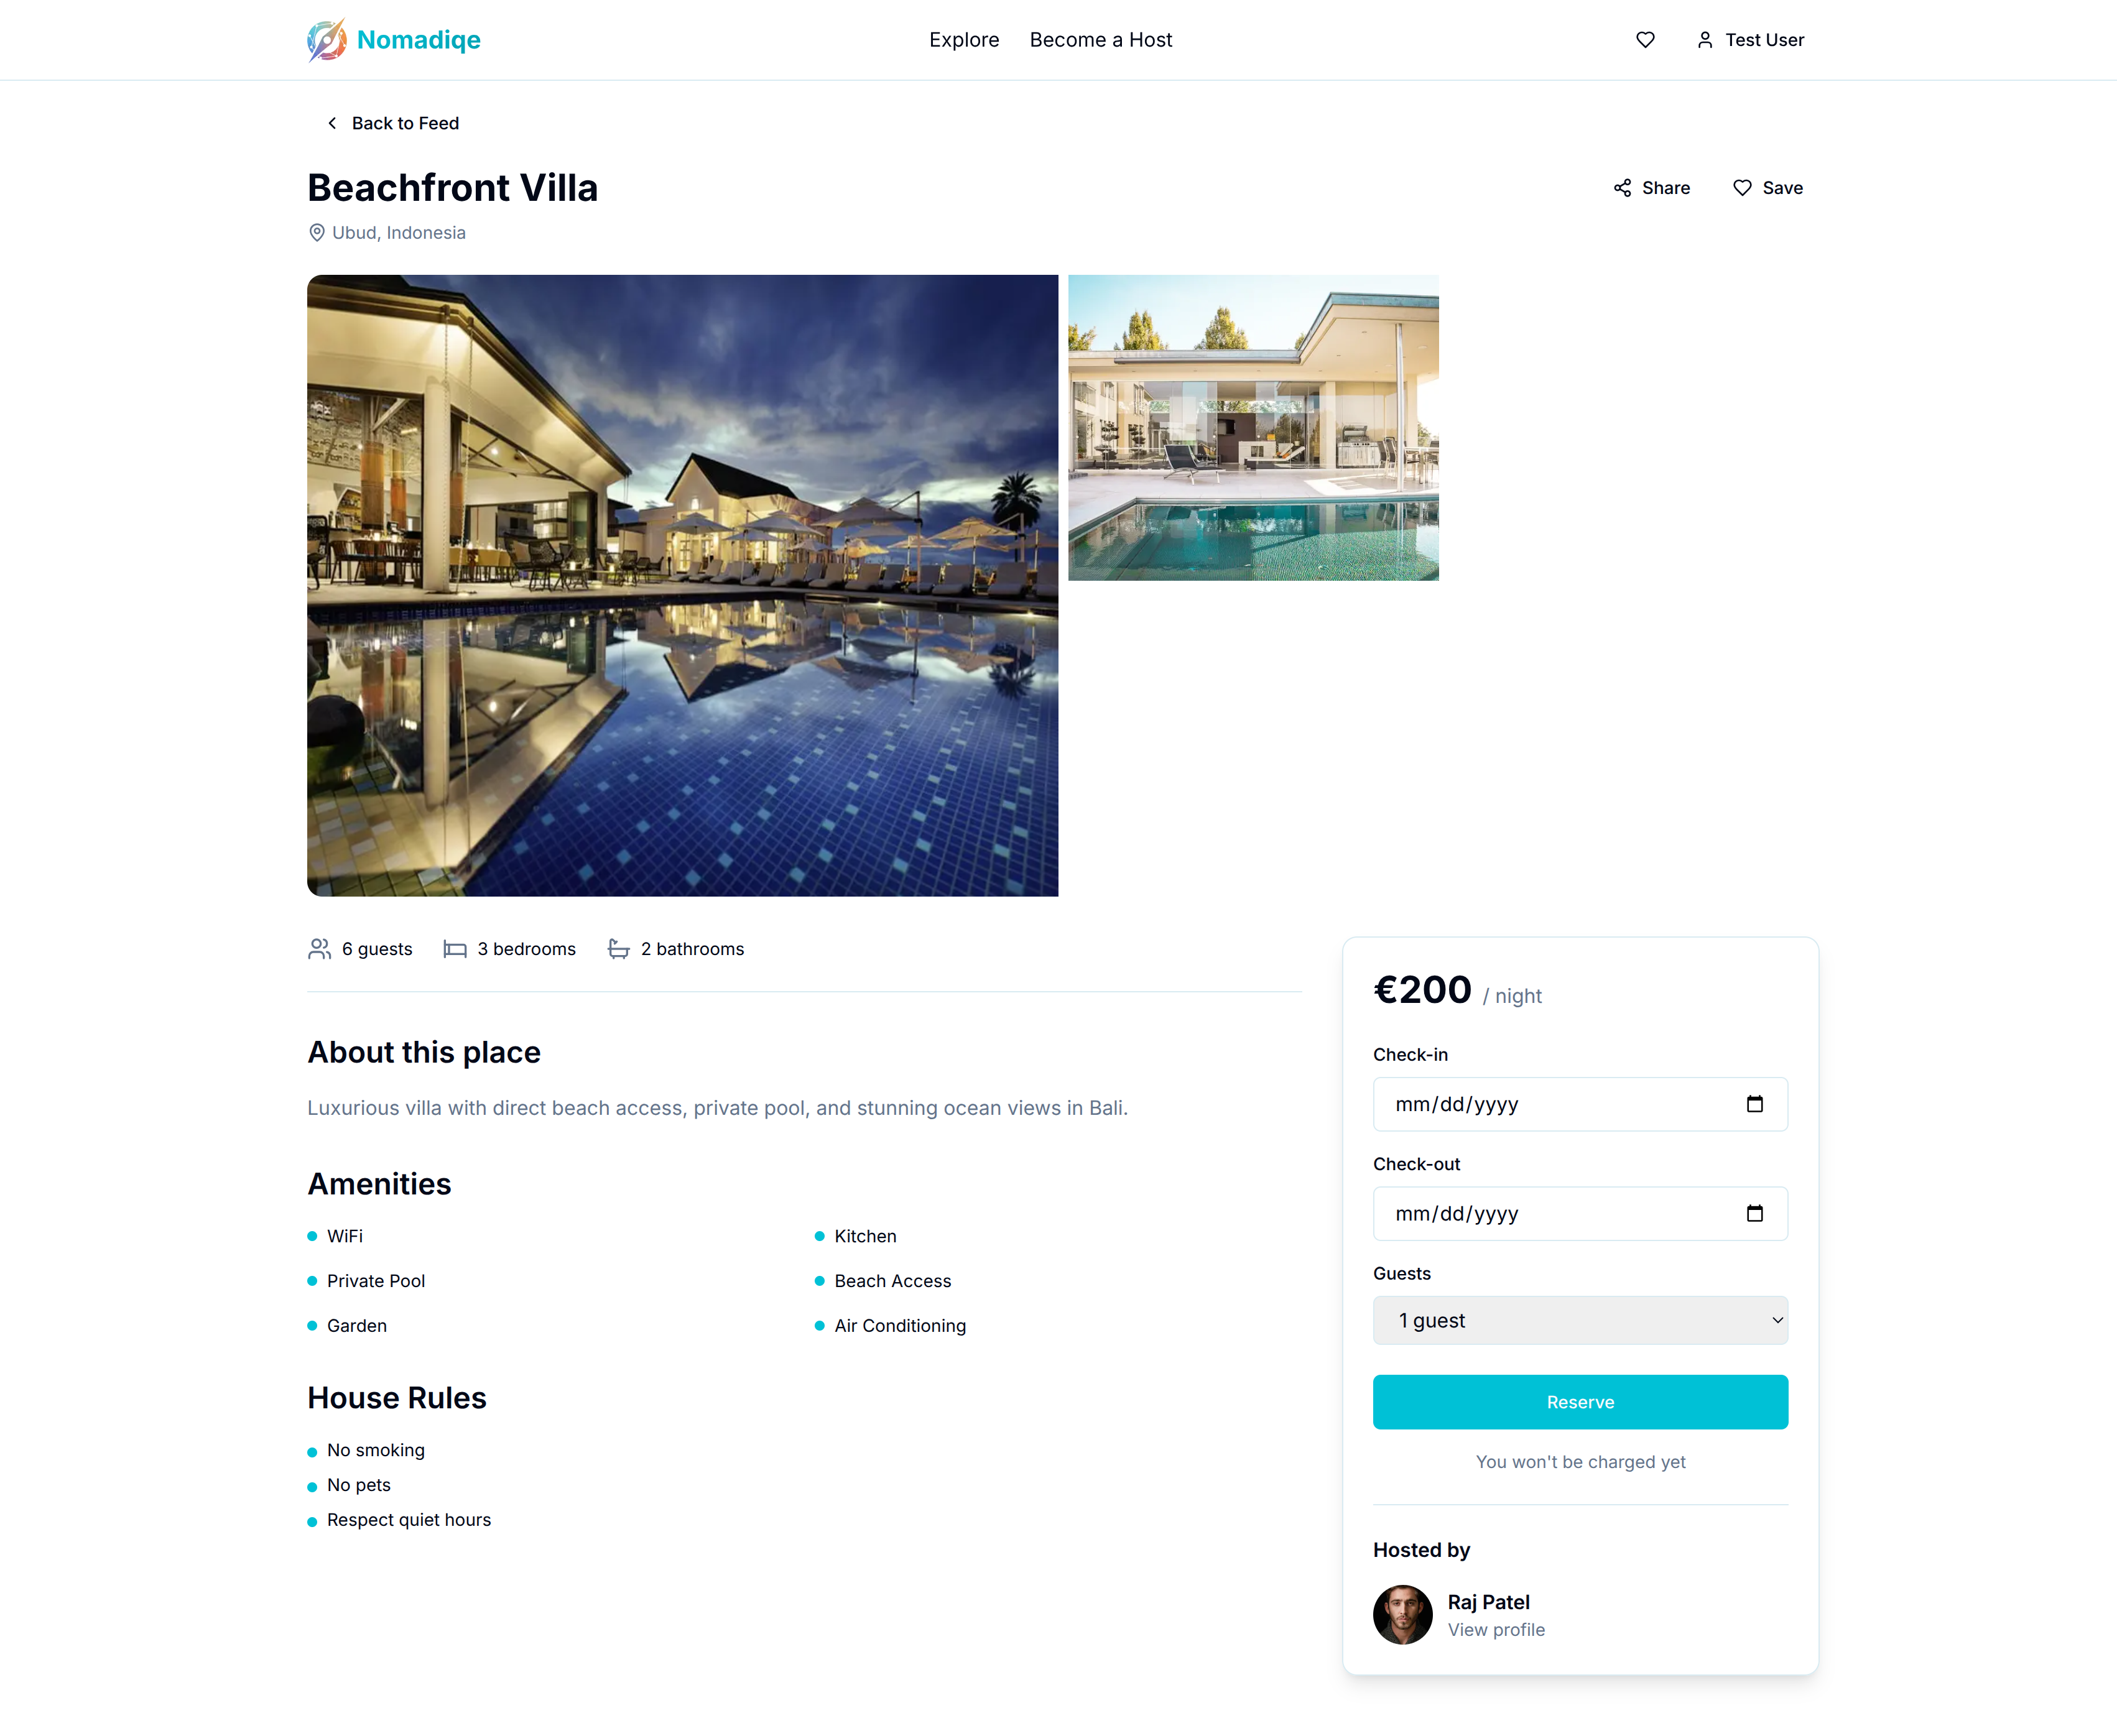 Nomadiqe
Explore
Become a Host
Test User
Back to Feed
Beachfront Villa
Share
Save
Ubud, Indonesia
6 guests
3 bedrooms
2 bathrooms
About this place
Luxurious villa with direct beach access, private pool, and stunning ocean views in Bali.
Amenities
WiFi
Kitchen
Private Pool
Beach Access
Garden
Air Conditioning
House Rules
No smoking
No pets
Respect quiet hours
€200 / night
Check-in
mm/dd/yyyy
Check-out
mm/dd/yyyy
Guests
1 guest
Reserve
You won't be charged yet
Hosted by
Raj Patel
View profile